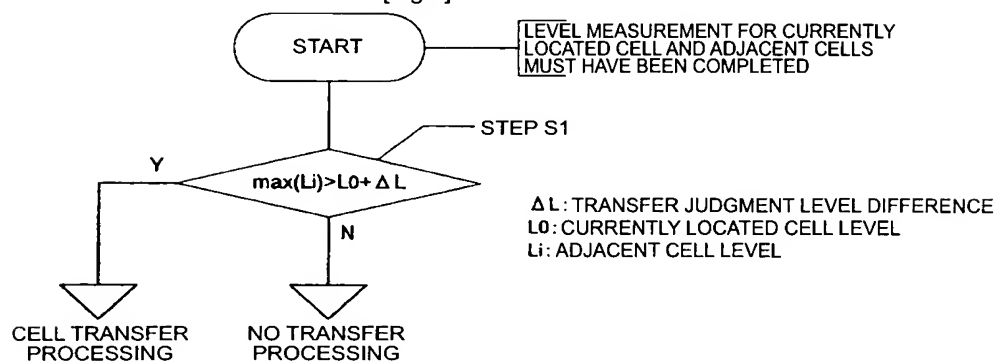 START
LEVEL MEASUREMENT FOR CURRENTLY
LOCATED CELL AND ADJACENT CELLS
MUST HAVE BEEN COMPLETED
STEP S1
Y
max(Li)>L0+ΔL
N
ΔL: TRANSFER JUDGMENT LEVEL DIFFERENCE
L0: CURRENTLY LOCATED CELL LEVEL
Li: ADJACENT CELL LEVEL
CELL TRANSFER
PROCESSING
NO TRANSFER
PROCESSING